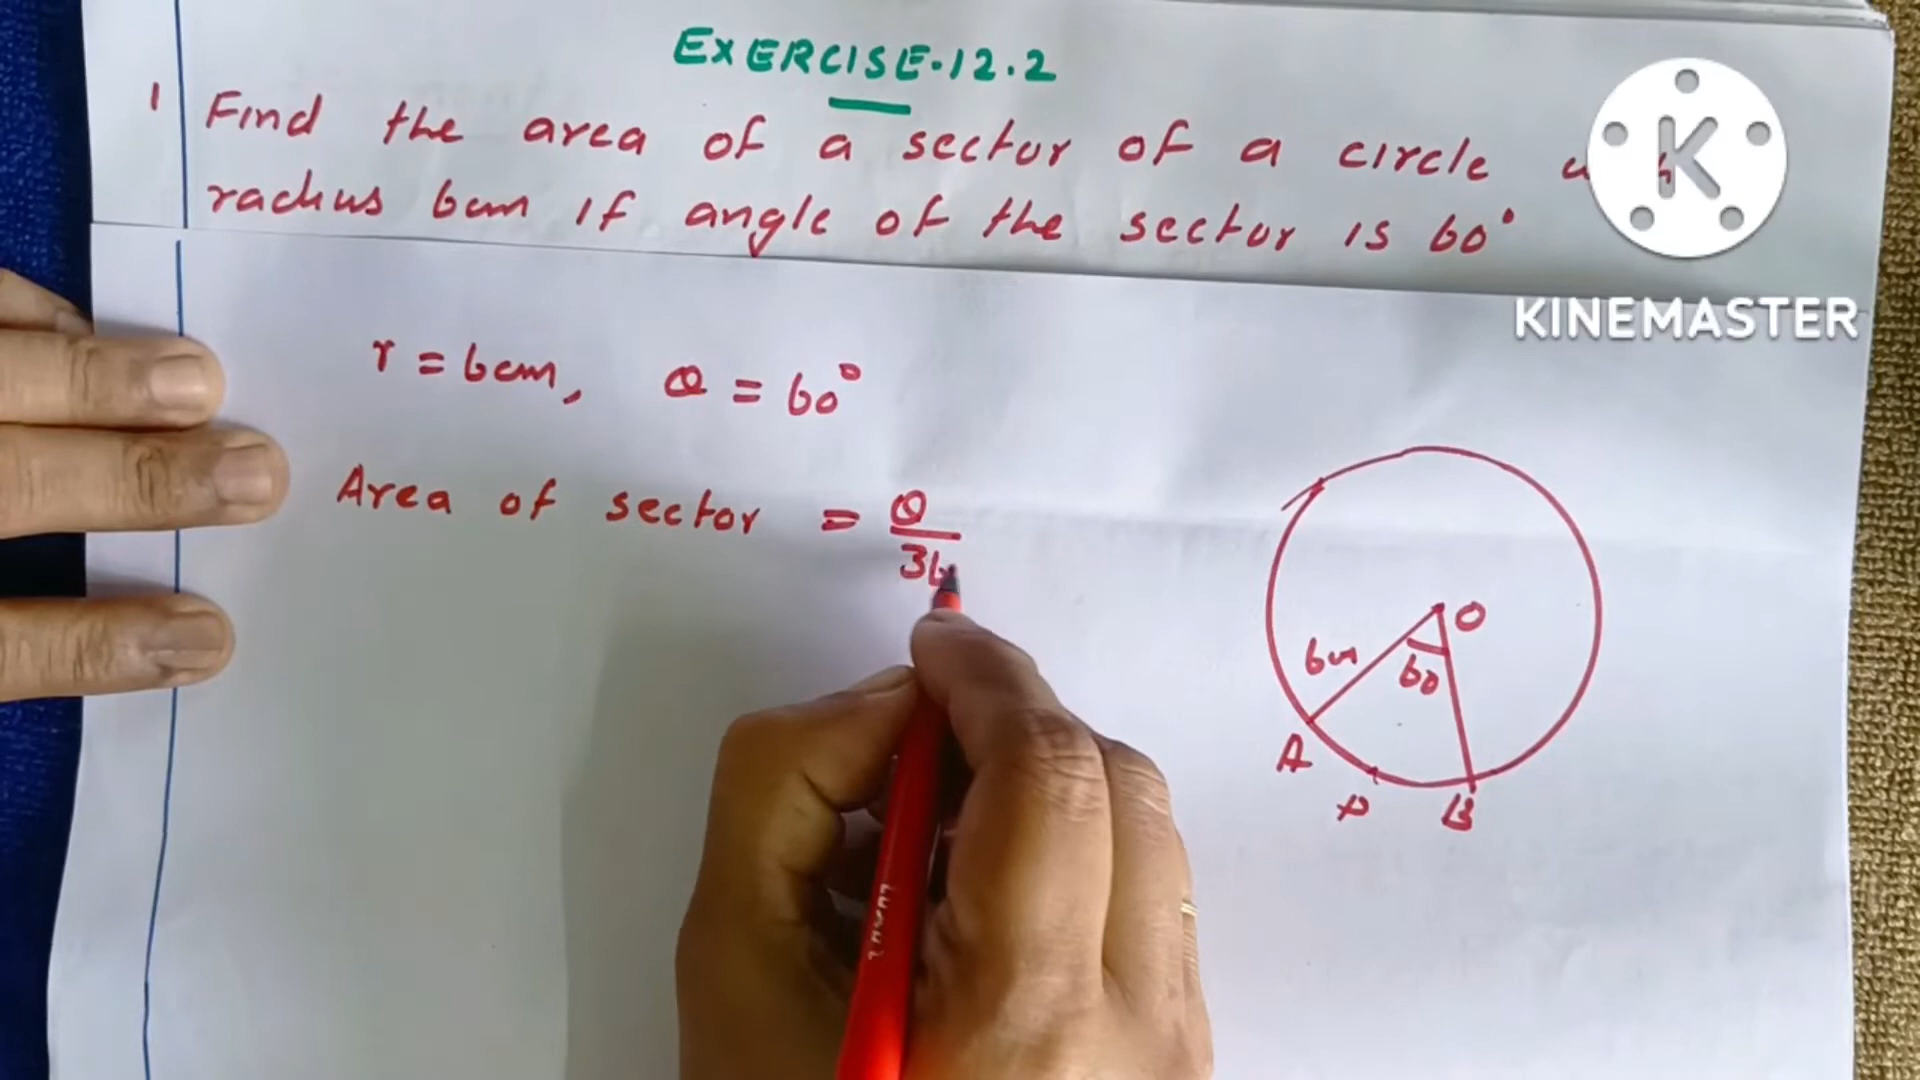 EXERCISE-12.2
1 Find the area of a sector of a circle
radius 6cm if angle of the sector is 60°
K
KINEMASTER
r = 6cm, θ = 60°
Area of sector = θ
36
O
6cm
60
A
P
B